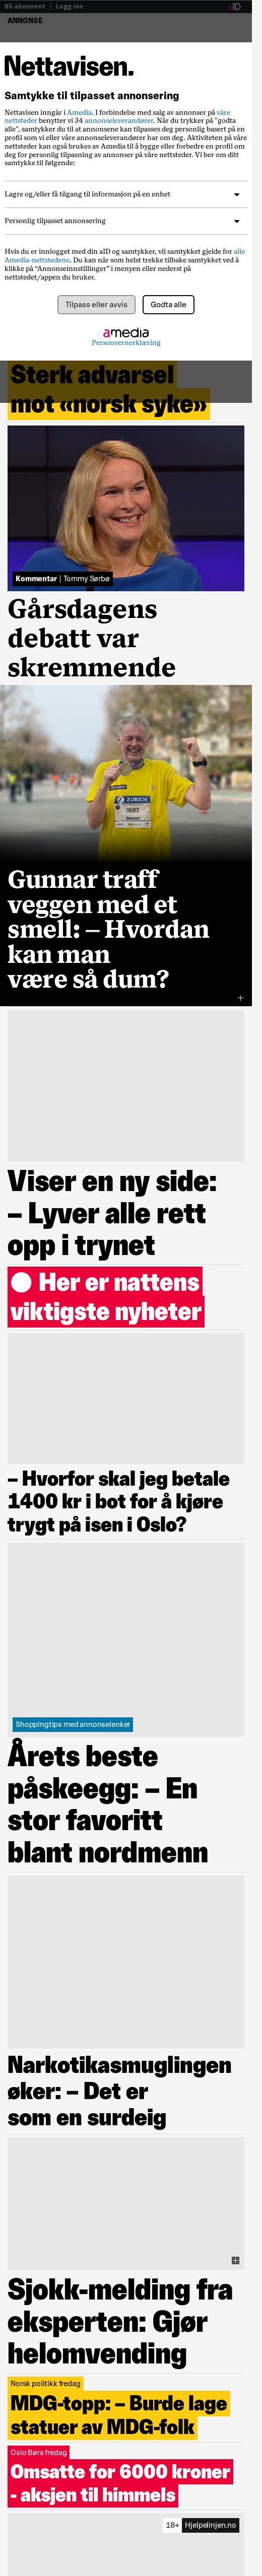 Bli abonnent | Logg inn
aID
ANNONSE
Nettavisen.
Samtykke til tilpasset annonsering
Nettavisen inngår i Amedia. I forbindelse med salg av annonser på våre
nettsteder benytter vi 34 annonseleverandører. Når du trykker på "godta
alle", samtykker du til at annonsene kan tilpasses deg personlig basert på en
profil som vi eller våre annonseleverandører har om deg. Aktiviteten på våre
nettsteder kan også brukes av Amedia til å bygge eller forbedre en profil om
deg for personlig tilpasning av annonser på våre nettsteder. Vi ber om ditt
samtykke til følgende:
Lagre og/eller få tilgang til informasjon på en enhet
Personlig tilpasset annonsering
Hvis du er innlogget med din aID og samtykker, vil samtykket gjelde for alle
Amedia-nettstedene. Du kan når som helst trekke tilbake samtykket ved å
klikke på “Annonseinnstillinger” i menyen eller nederst på
nettstedet/appen du bruker.
Tilpass eller avvis
Godta alle
amedia
Personvernerklæring
Sterk advarsel
mot «norsk syke»
Kommentar | Tommy Sørbø
Gårsdagens
debatt var
skremmende
ZURICH
9697
Gunnar traff
veggen med et
smell: – Hvordan
kan man
være så dum?
Viser en ny side:
– Lyver alle rett
opp i trynet
Her er nattens
viktigste nyheter
– Hvorfor skal jeg betale
1400 kr i bot for å kjøre
trygt på isen i Oslo?
Shoppingtips med annonselenker
Årets beste
påskeegg: – En
stor favoritt
blant nordmenn
Narkotikasmuglingen
øker: – Det er
som en surdeig
Sjokk-melding fra
eksperten: Gjør
helomvending
Norsk politikk fredag
MDG-topp: – Burde lage
statuer av MDG-folk
Oslo Børs fredag
Omsatte for 6000 kroner
- aksjen til himmels
18+ Hjelpelinjen.no